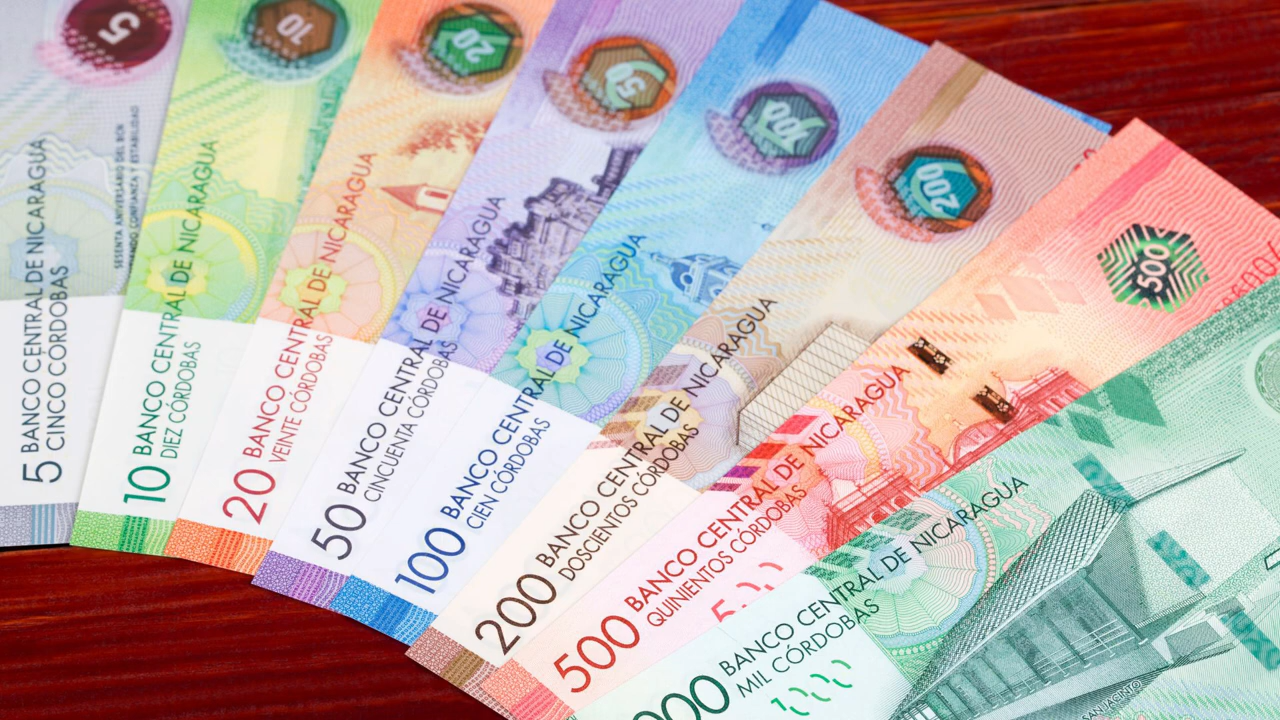 5
5 BANCO CENTRAL DE NICARAGUA
CINCO CORDOBAS
SESENTA ANIVERSARIO DEL BCN
CONFIANZA Y ESTABILIDAD
10
10 BANCO CENTRAL DE NICARAGUA
DIEZ CÓRDOBAS
20
20 BANCO CENTRAL DE NICARAGUA
VEINTE CÓRDOBAS
50
50 BANCO CENTRAL DE NICARAGUA
CINCUENTA CÓRDOBAS
100
100 BANCO CENTRAL DE NICARAGUA
CIEN CÓRDOBAS
200
200 BANCO CENTRAL DE NICARAGUA
DOSCIENTOS CÓRDOBAS
500
500 BANCO CENTRAL DE NICARAGUA
QUINIENTOS CÓRDOBAS
BANCO CENTRAL DE NICARAGUA
MIL CÓRDOBAS
SAN JACINTO